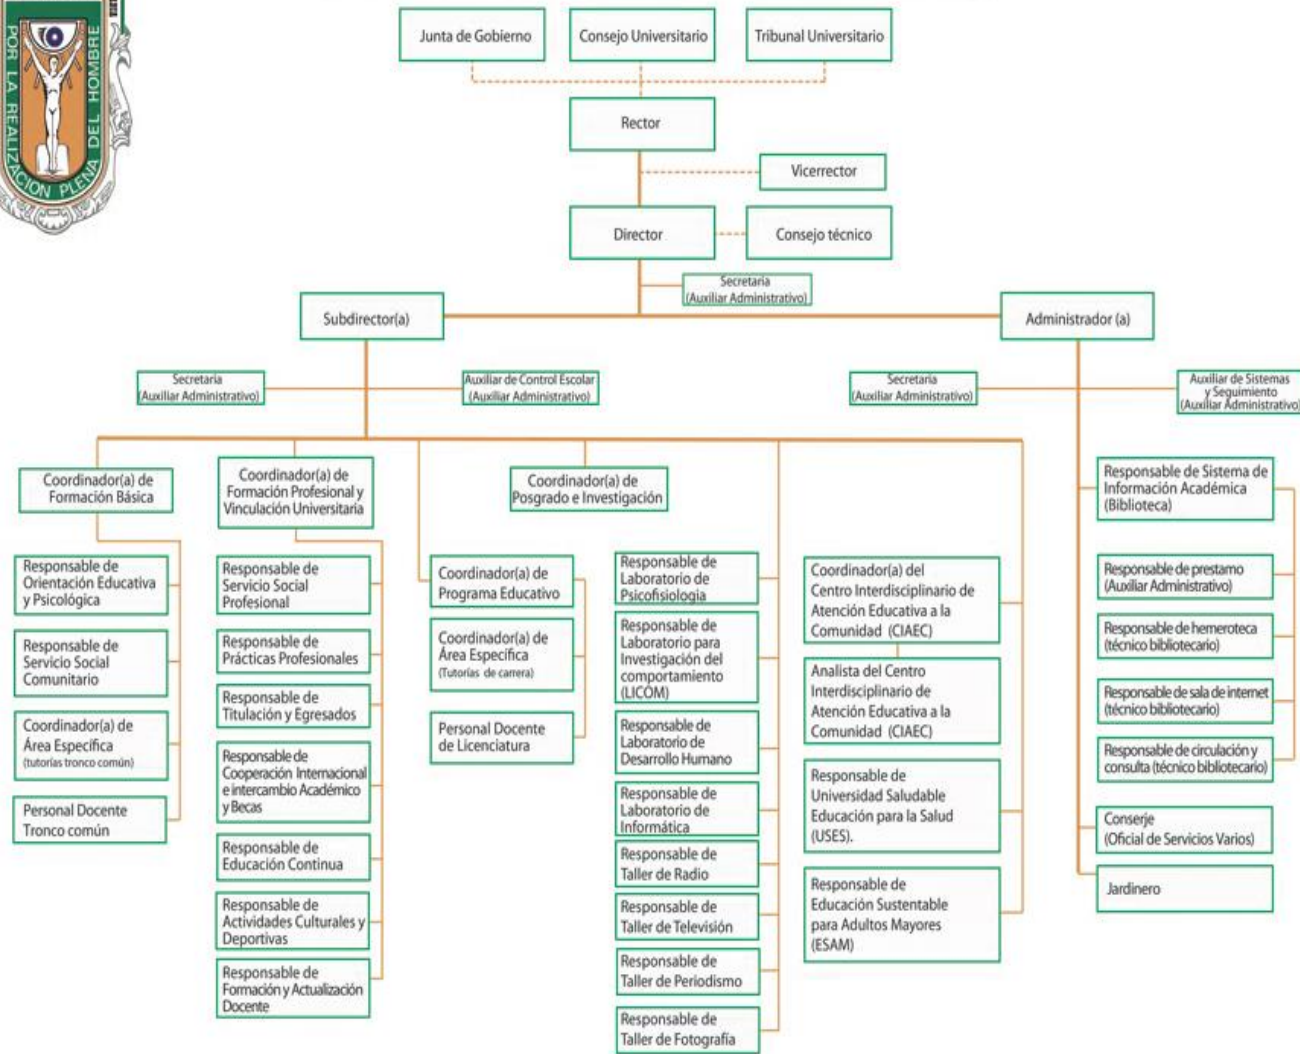 POR LA REALIZACION PLENA DEL HOMBRE
Junta de Gobierno
Consejo Universitario
Tribunal Universitario
Rector
Vicerrector
Director
Consejo técnico
Secretaria
(Auxiliar Administrativo)
Subdirector(a)
Administrador (a)
Secretaria
(Auxiliar Administrativo)
Auxiliar de Control Escolar
(Auxiliar Administrativo)
Secretaria
(Auxiliar Administrativo)
Auxiliar de Sistemas
y Seguimiento
(Auxiliar Administrativo)
Coordinador(a) de
Formación Básica
Responsable de
Orientación Educativa
y Psicológica
Responsable de
Servicio Social
Comunitario
Coordinador(a) de
Área Específica
(tutorías tronco común)
Personal Docente
Tronco común
Coordinador(a) de
Formación Profesional y
Vinculación Universitaria
Responsable de
Servicio Social
Profesional
Responsable de
Prácticas Profesionales
Responsable de
Titulación y Egresados
Responsable de
Cooperación Internacional
e intercambio Académico
y Becas
Responsable de
Educación Continua
Responsable de
Actividades Culturales y
Deportivas
Responsable de
Formación y Actualización
Docente
Coordinador(a) de
Programa Educativo
Coordinador(a) de
Área Específica
(Tutorías de carrera)
Personal Docente
de Licenciatura
Coordinador(a) de
Posgrado e Investigación
Responsable de
Laboratorio de
Psicofisiologia
Responsable de
Laboratorio para
Investigación del
comportamiento
(LICOM)
Responsable de
Laboratorio de
Desarrollo Humano
Responsable de
Laboratorio de
Informática
Responsable de
Taller de Radio
Responsable de
Taller de Televisión
Responsable de
Taller de Periodismo
Responsable de
Taller de Fotografía
Coordinador(a) del
Centro Interdisciplinario de
Atención Educativa a la
Comunidad (CIAEC)
Analista del Centro
Interdisciplinario de
Atención Educativa a la
Comunidad (CIAEC)
Responsable de
Universidad Saludable
Educación para la Salud
(USES).
Responsable de
Educación Sustentable
para Adultos Mayores
(ESAM)
Responsable de Sistema de
Información Académica
(Biblioteca)
Responsable de prestamo
(Auxiliar Administrativo)
Responsable de hemeroteca
(técnico bibliotecario)
Responsable de sala de internet
(técnico bibliotecario)
Responsable de circulación y
consulta (técnico bibliotecario)
Conserje
(Oficial de Servicios Varios)
Jardinero